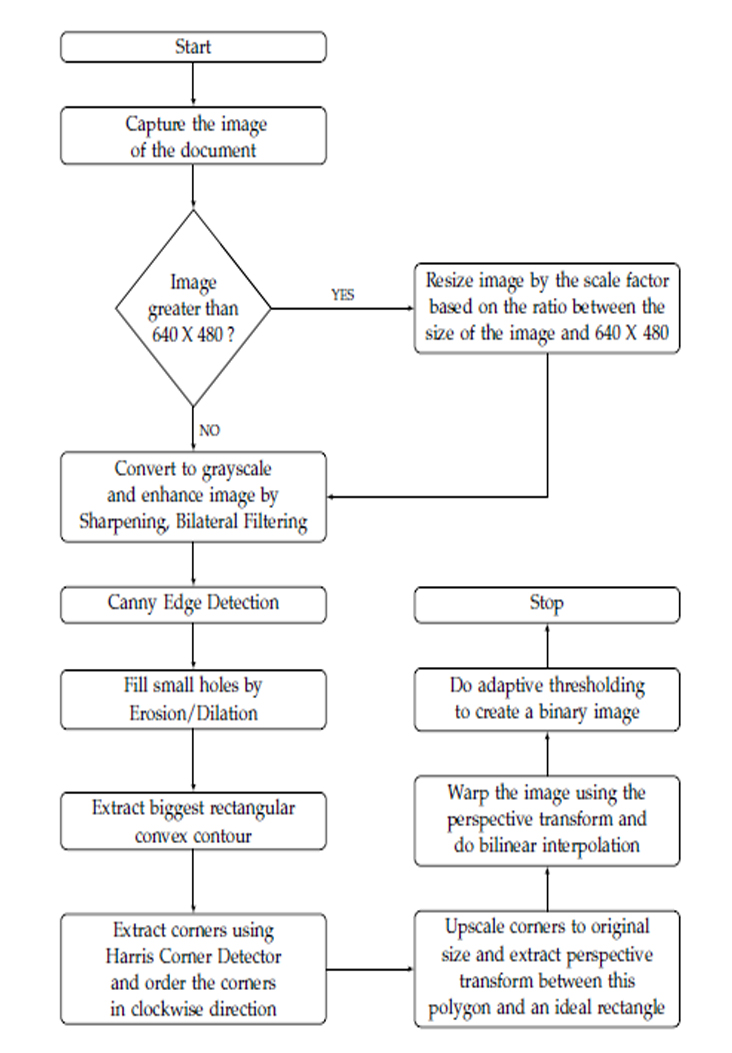 Start
Capture the image
of the document
Image
greater than
640 X 480 ?
YES
Resize image by the scale factor
based on the ratio between the
size of the image and 640 X 480
NO
Convert to grayscale
and enhance image by
Sharpening, Bilateral Filtering
Canny Edge Detection
Fill small holes by
Erosion/Dilation
Extract biggest rectangular
convex contour
Extract corners using
Harris Corner Detector
and order the corners
in clockwise direction
Upscale corners to original
size and extract perspective
transform between this
polygon and an ideal rectangle
Warp the image using the
perspective transform and
do bilinear interpolation
Do adaptive thresholding
to create a binary image
Stop